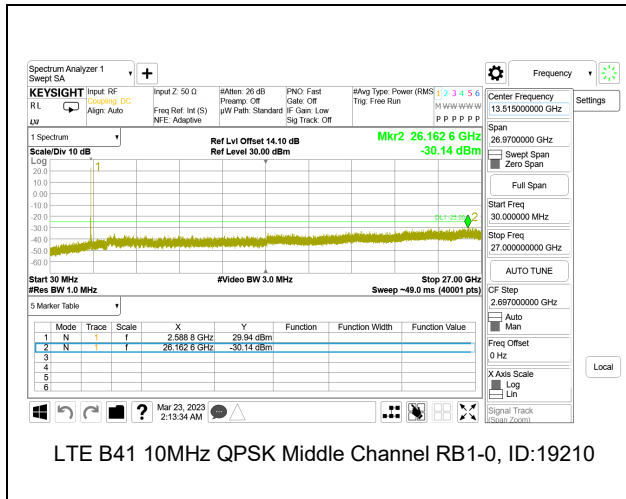 Spectrum Analyzer 1
Swept SA
Frequency
KEYSIGHT
RL
LXI
Input: RF
Coupling: DC
Align: Auto
Input Z: 50 Ω
Freq Ref: Int (S)
NFE: Adaptive
#Atten: 26 dB
Preamp: Off
µW Path: Standard
PNO: Fast
Gate: Off
IF Gain: Low
Sig Track: Off
#Avg Type: Power (RMS
Trig: Free Run
1 2 3 4 5 6
M W W W W W
P P P P P P
1 Spectrum
Scale/Div 10 dB
Ref Lvl Offset 14.10 dB
Ref Level 30.00 dBm
Mkr2 26.162 6 GHz
-30.14 dBm
Log
20.0
10.0
0.00
-10.0
-20.0
-30.0
-40.0
-50.0
-60.0
1
2
Start 30 MHz
#Res BW 1.0 MHz
#Video BW 3.0 MHz
Stop 27.00 GHz
Sweep ~49.0 ms (40001 pts)
5 Marker Table
Mode Trace Scale X Y Function Function Width Function Value
1 N 1 f 2.588 8 GHz 29.94 dBm
2 N 1 f 26.162 6 GHz -30.14 dBm
3
4
5
6
Mar 23, 2023
2:13:34 AM
Center Frequency
13.515000000 GHz
Span
26.9700000 GHz
Swept Span
Zero Span
Full Span
Start Freq
30.000000 MHz
Stop Freq
27.00000000 GHz
AUTO TUNE
CF Step
2.697000000 GHz
Auto
Man
Freq Offset
0 Hz
X Axis Scale
Log
Lin
Signal Track
(Span Zoom)
Settings
Local
LTE B41 10MHz QPSK Middle Channel RB1-0, ID:19210